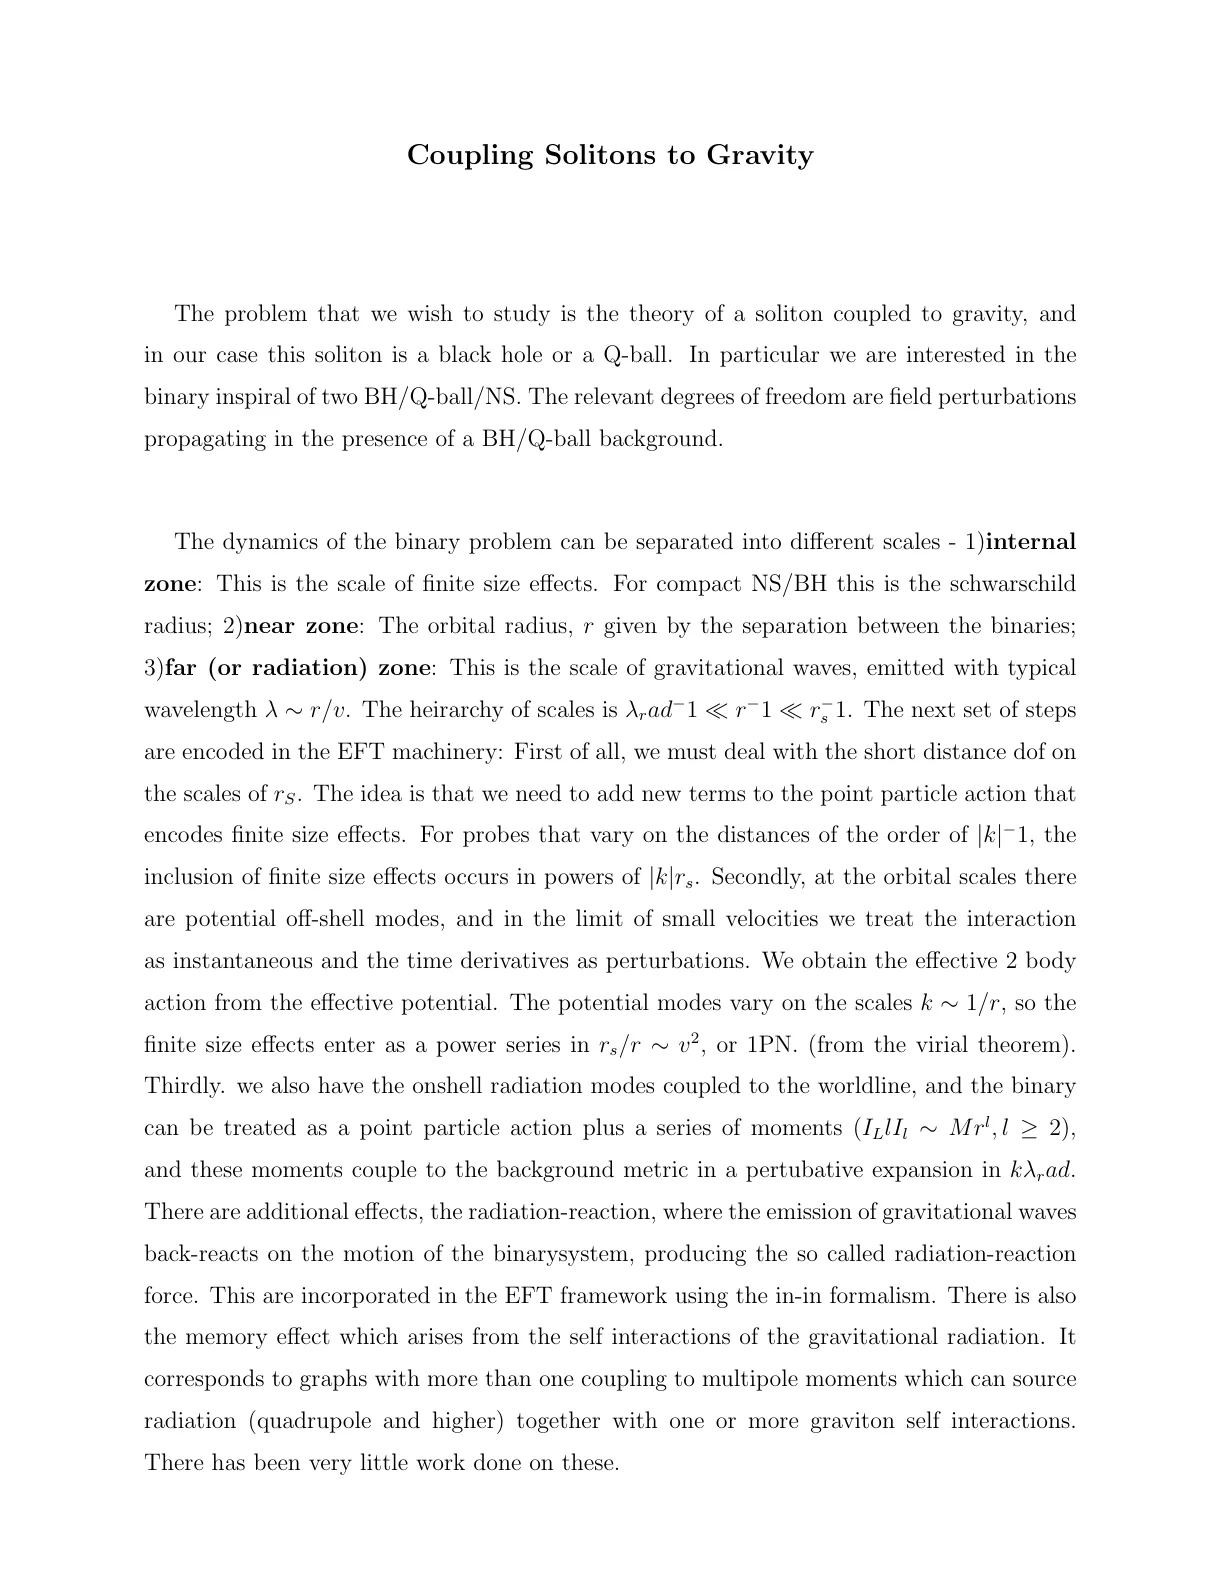 Coupling Solitons to Gravity
The problem that we wish to study is the theory of a soliton coupled to gravity, and
in our case this soliton is a black hole or a Q-ball. In particular we are interested in the
binary inspiral of two BH/Q-ball/NS. The relevant degrees of freedom are field perturbations
propagating in the presence of a BH/Q-ball background.
The dynamics of the binary problem can be separated into different scales - 1)internal
zone: This is the scale of finite size effects. For compact NS/BH this is the schwarschild
radius; 2)near zone: The orbital radius, r given by the separation between the binaries;
3)far (or radiation) zone: This is the scale of gravitational waves, emitted with typical
wavelength λ ∼ r/v. The heirarchy of scales is λ_r ad⁻1 ≪ r⁻1 ≪ r_s⁻1. The next set of steps
are encoded in the EFT machinery: First of all, we must deal with the short distance dof on
the scales of r_S. The idea is that we need to add new terms to the point particle action that
encodes finite size effects. For probes that vary on the distances of the order of |k|⁻1, the
inclusion of finite size effects occurs in powers of |k|r_s. Secondly, at the orbital scales there
are potential off-shell modes, and in the limit of small velocities we treat the interaction
as instantaneous and the time derivatives as perturbations. We obtain the effective 2 body
action from the effective potential. The potential modes vary on the scales k ∼ 1/r, so the
finite size effects enter as a power series in r_s/r ∼ v², or 1PN. (from the virial theorem).
Thirdly. we also have the onshell radiation modes coupled to the worldline, and the binary
can be treated as a point particle action plus a series of moments (I_L lI_l ∼ Mr^l, l ≥ 2),
and these moments couple to the background metric in a pertubative expansion in kλ_r ad.
There are additional effects, the radiation-reaction, where the emission of gravitational waves
back-reacts on the motion of the binarysystem, producing the so called radiation-reaction
force. This are incorporated in the EFT framework using the in-in formalism. There is also
the memory effect which arises from the self interactions of the gravitational radiation. It
corresponds to graphs with more than one coupling to multipole moments which can source
radiation (quadrupole and higher) together with one or more graviton self interactions.
There has been very little work done on these.